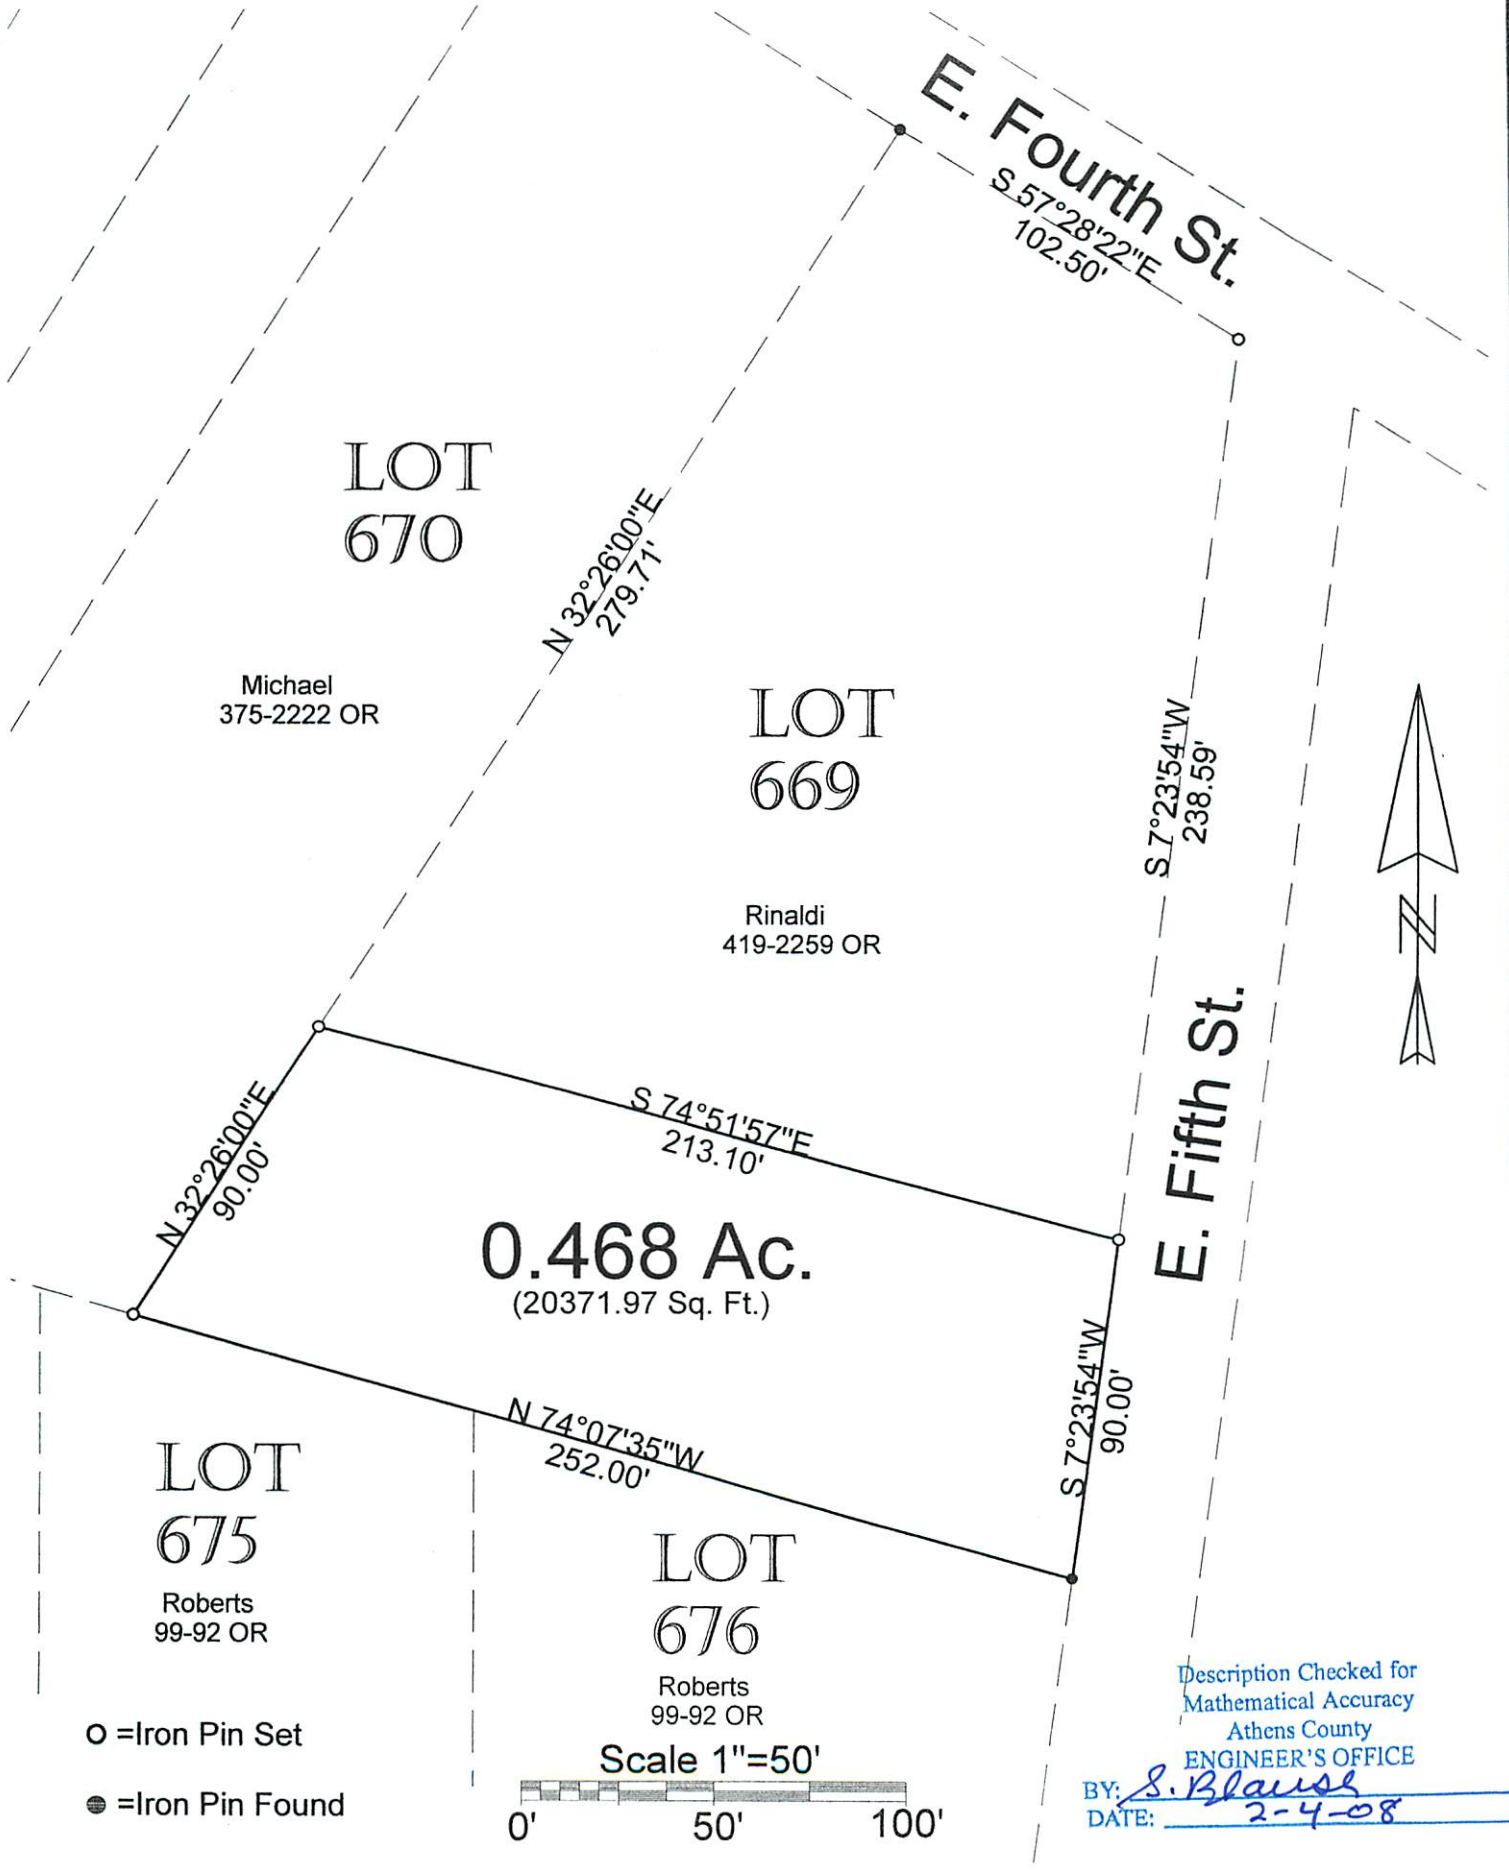 E. Fourth St.
S 57°28'22"E
102.50'
LOT
670
N 32°26'00"E
279.71'
Michael
375-2222 OR
LOT
669
S 7°23'54"W
238.59'
Rinaldi
419-2259 OR
N
E. Fifth St.
N 32°26'00"E
90.00'
S 74°51'57"E
213.10'
0.468 Ac.
(20371.97 Sq. Ft.)
S 7°23'54"W
90.00'
N 74°07'35"W
252.00'
LOT
675
Roberts
99-92 OR
LOT
676
Roberts
99-92 OR
=Iron Pin Set
=Iron Pin Found
Scale 1"=50'
0' 50' 100'
Description Checked for
Mathematical Accuracy
Athens County
ENGINEER'S OFFICE
BY: S.
DATE: 2-4-08